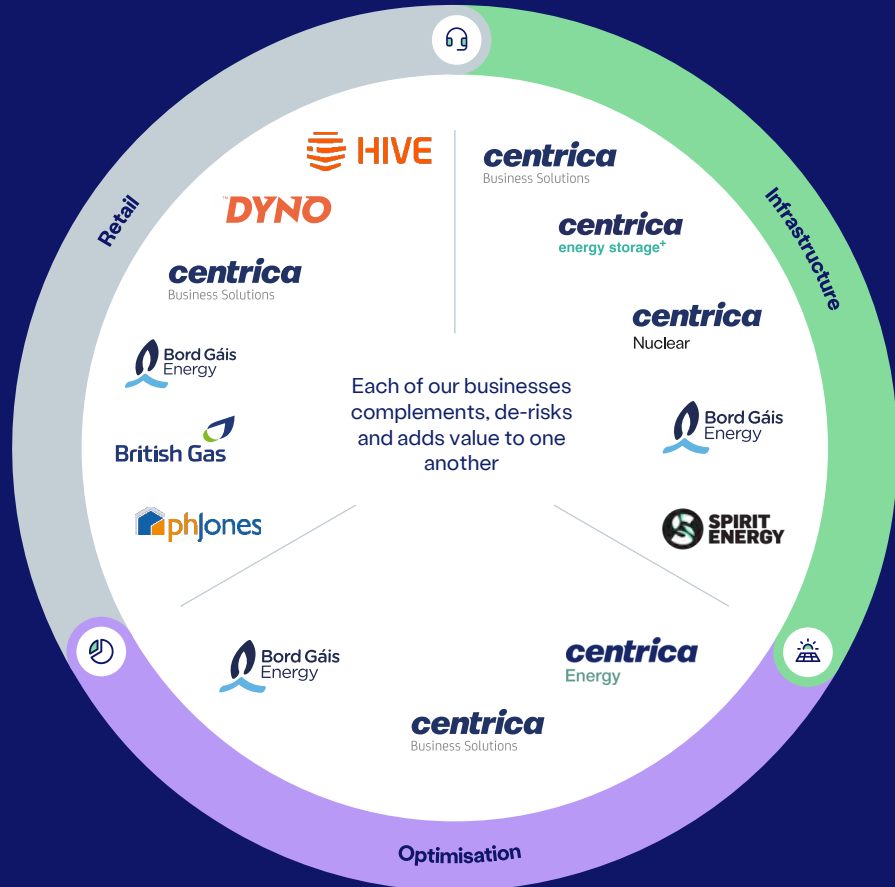 Retail
HIVE
™DYNO
centrica
Business Solutions
Bord Gáis
Energy
British Gas
phJones
Infrastructure
centrica
Business Solutions
centrica
energy storage+
centrica
Nuclear
Bord Gáis
Energy
SPIRIT
ENERGY
Each of our businesses
complements, de-risks
and adds value to one
another
Bord Gáis
Energy
centrica
Energy
centrica
Business Solutions
Optimisation